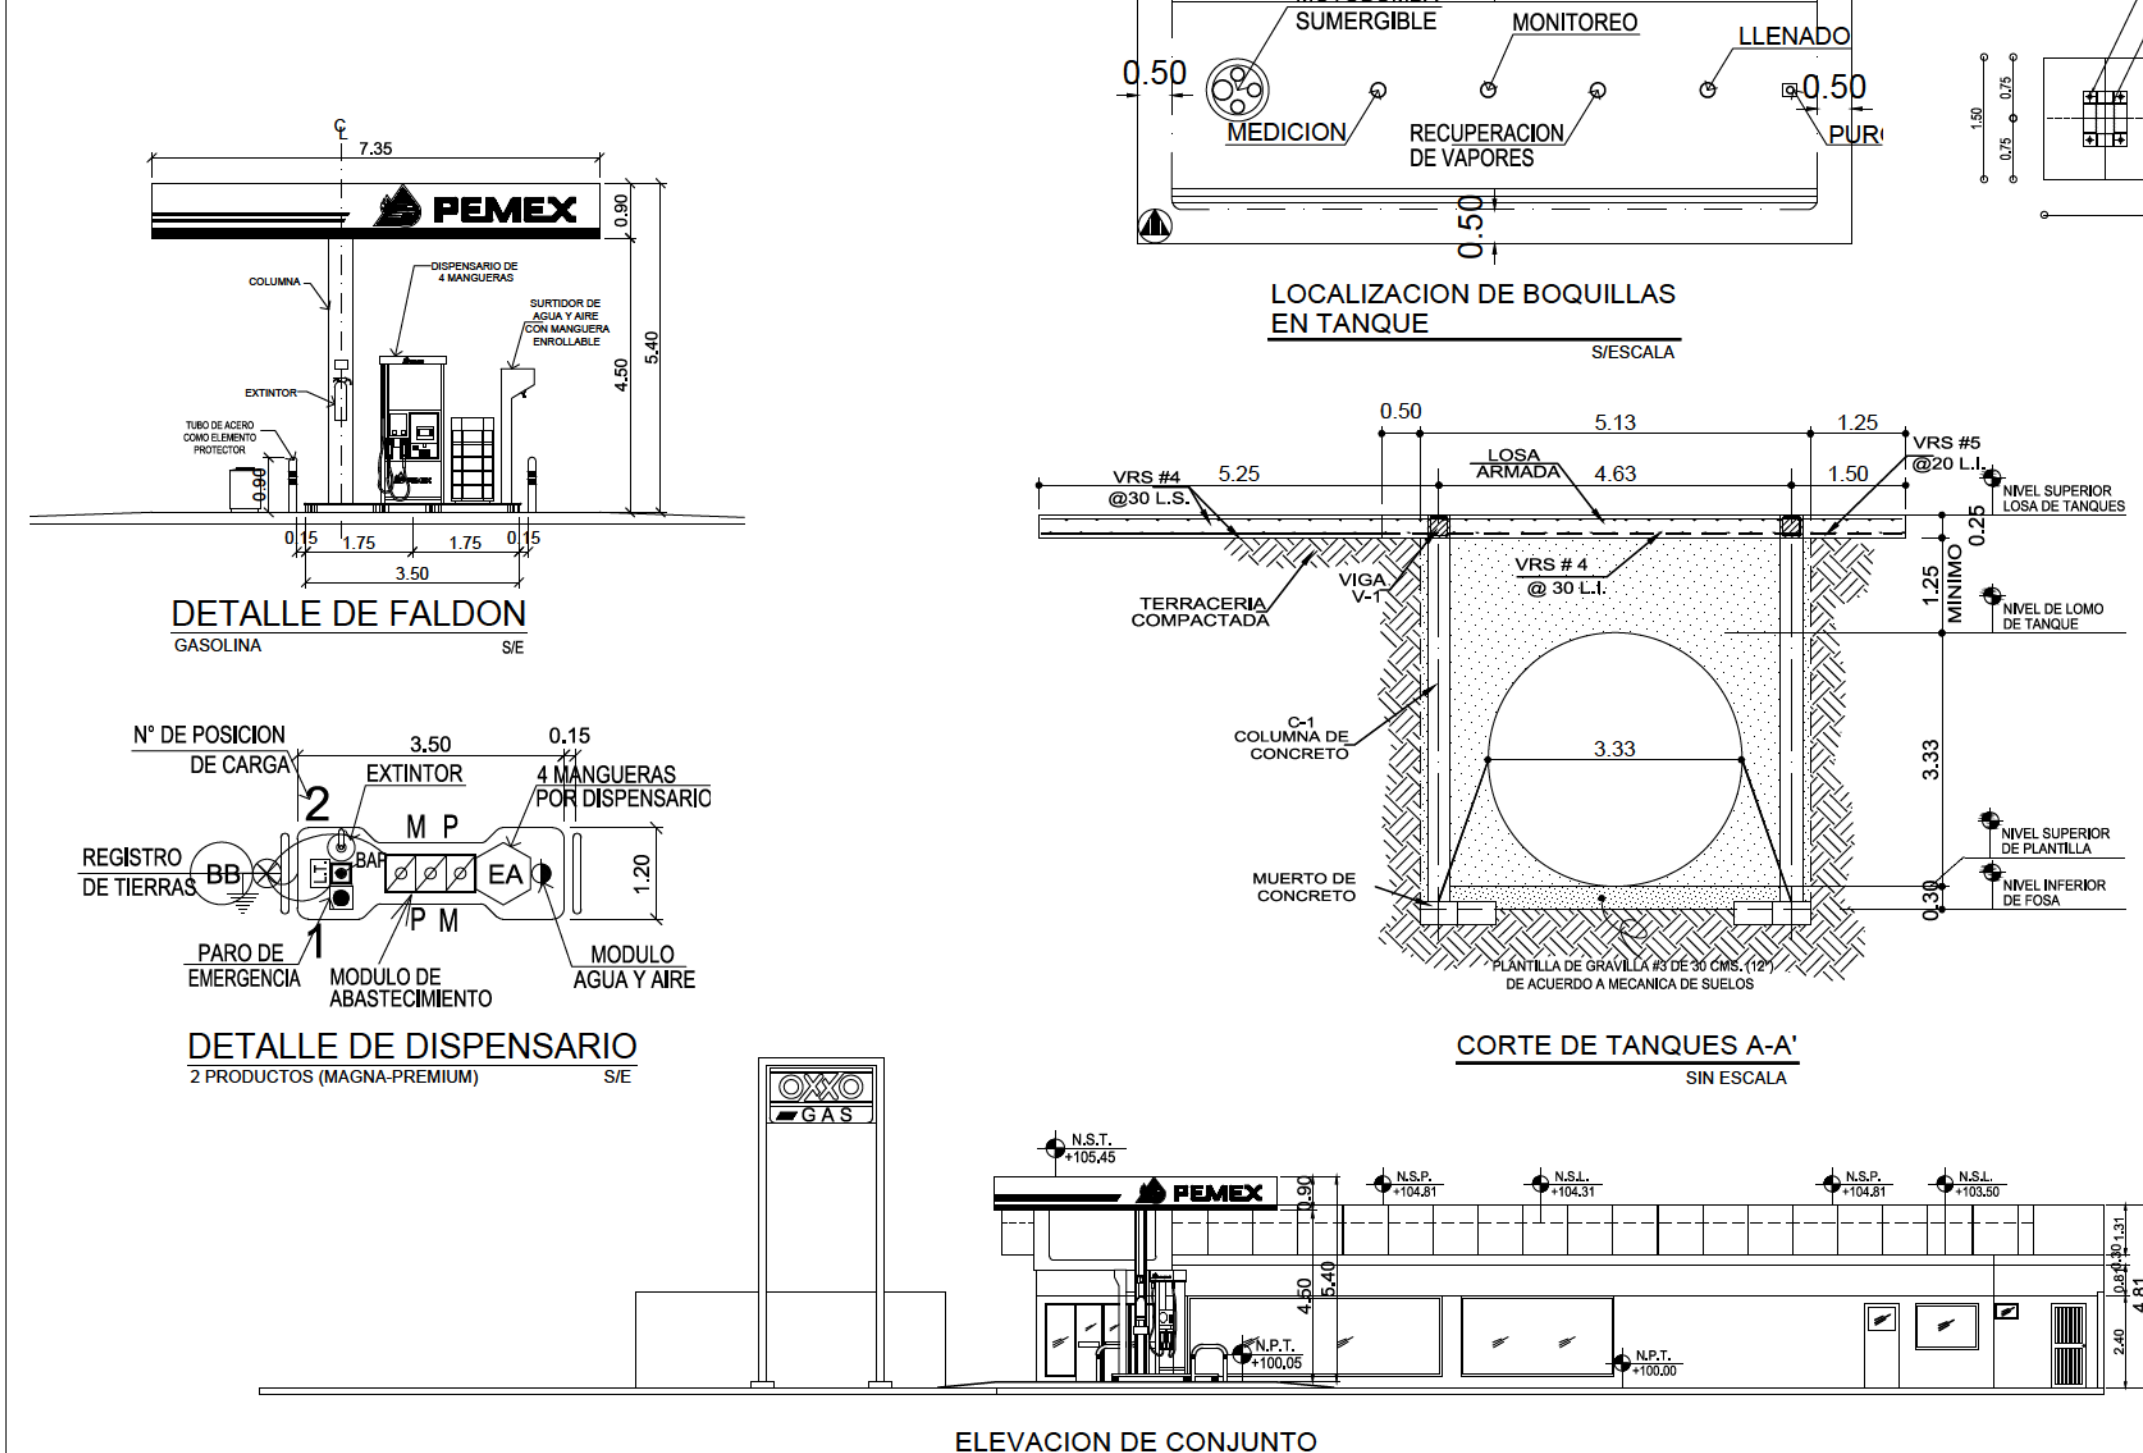 SUMERGIBLE
MONITOREO
LLENADO
0.50
0.50
MEDICION
RECUPERACION
DE VAPORES
0.50
LOCALIZACION DE BOQUILLAS
EN TANQUE
S/ESCALA
1.50
0.75
0.75
7.35
PEMEX
0.90
5.40
4.50
COLUMNA
DISPENSARIO DE
4 MANGUERAS
SURTIDOR DE
AGUA Y AIRE
CON MANGUERA
ENROLLABLE
EXTINTOR
TUBO DE ACERO
COMO ELEMENTO
PROTECTOR
0.90
0.15
1.75
1.75
0.15
3.50
DETALLE DE FALDON
GASOLINA
S/E
0.50
5.13
1.25
VRS #4
@30 L.S.
5.25
LOSA
ARMADA
4.63
1.50
VRS #5
@20 L.I.
NIVEL SUPERIOR
LOSA DE TANQUES
0.25
1.25
MINIMO
VIGA
V-1
VRS # 4
@ 30 L.I.
TERRACERIA
COMPACTADA
NIVEL DE LOMO
DE TANQUE
C-1
COLUMNA DE
CONCRETO
3.33
3.33
NIVEL SUPERIOR
DE PLANTILLA
MUERTO DE
CONCRETO
0.30
NIVEL INFERIOR
DE FOSA
PLANTILLA DE GRAVILLA #3 DE 30 CMS. (12")
DE ACUERDO A MECANICA DE SUELOS
CORTE DE TANQUES A-A'
SIN ESCALA
N° DE POSICION
DE CARGA
3.50
0.15
EXTINTOR
4 MANGUERAS
POR DISPENSARIO
2
M P
REGISTRO
DE TIERRAS
BB
L.T.
BAP
EA
1.20
P M
1
PARO DE
EMERGENCIA
MODULO DE
ABASTECIMIENTO
MODULO
AGUA Y AIRE
DETALLE DE DISPENSARIO
2 PRODUCTOS (MAGNA-PREMIUM)
S/E
OXXO
GAS
N.S.T.
+105.45
PEMEX
0.90
4.50
5.40
N.S.P.
+104.81
N.S.L.
+104.31
N.S.P.
+104.81
N.S.L.
+103.50
1.31
0.30
0.81
2.40
4.81
N.P.T.
+100.05
N.P.T.
+100.00
ELEVACION DE CONJUNTO